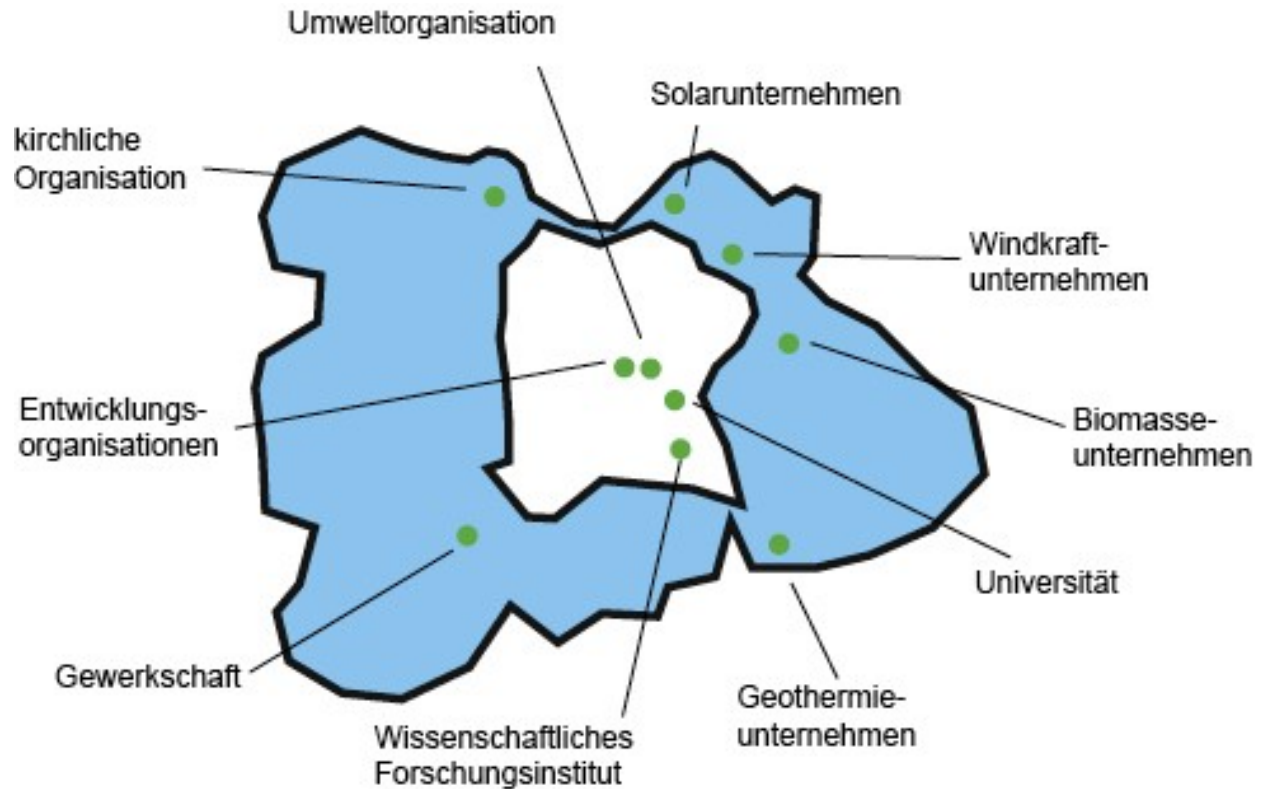 Umweltorganisation
Solarunternehmen
kirchliche
Organisation
Windkraft-
unternehmen
Entwicklungs-
organisationen
Biomasse-
unternehmen
Universität
Gewerkschaft
Geothermie-
unternehmen
Wissenschaftliches
Forschungsinstitut